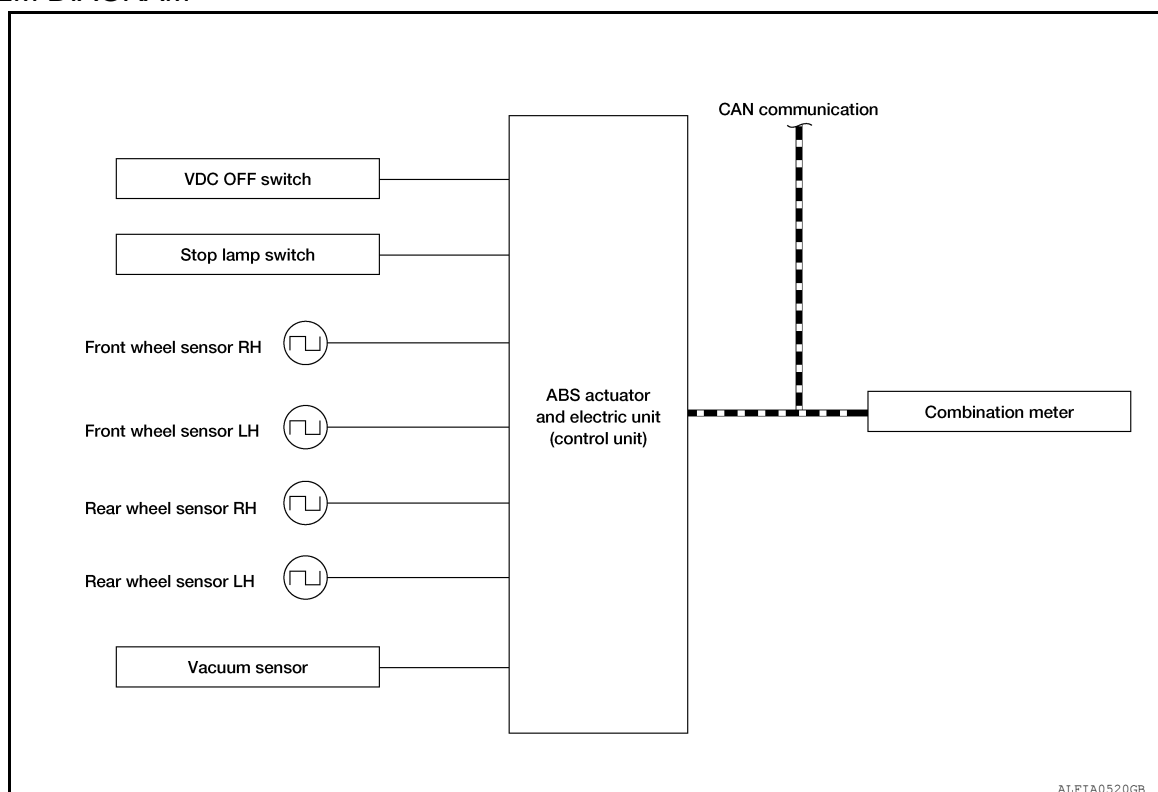 CAN communication
VDC OFF switch
Stop lamp switch
Front wheel sensor RH
Front wheel sensor LH
Rear wheel sensor RH
Rear wheel sensor LH
Vacuum sensor
ABS actuator
and electric unit
(control unit)
Combination meter